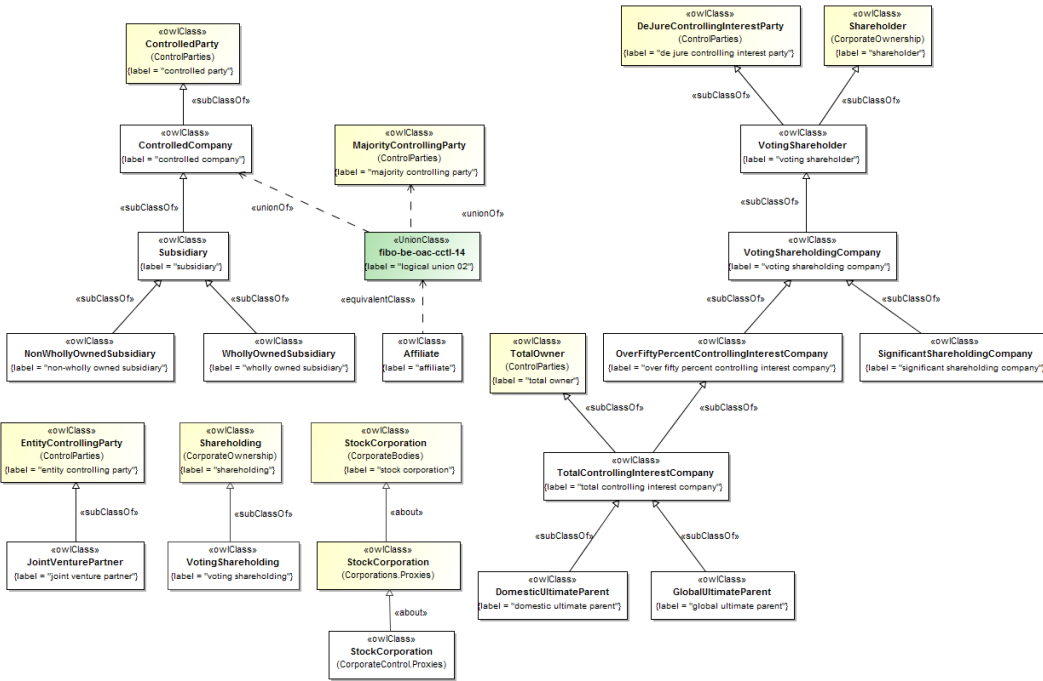 «owlClass»
ControlledParty
(ControlParties)
{label = "controlled party"}
«subClassOf»
«owlClass»
ControlledCompany
{label = "controlled company"}
«owlClass»
MajorityControllingParty
(ControlParties)
{label = "majority controlling party"}
«subClassOf»
«unionOf»
«unionOf»
«owlClass»
Subsidiary
{label = "subsidiary"}
«UnionClass»
fibo-be-oac-cctl-14
{label = "logical union 02"}
«subClassOf»
«subClassOf»
«equivalentClass»
«owlClass»
NonWhollyOwnedSubsidiary
{label = "non-wholly owned subsidiary"}
«owlClass»
WhollyOwnedSubsidiary
{label = "wholly owned subsidiary"}
«owlClass»
Affiliate
{label = "affiliate"}
«owlClass»
DeJureControllingInterestParty
(ControlParties)
{label = "de jure controlling interest party"}
«owlClass»
Shareholder
(CorporateOwnership)
{label = "shareholder"}
«subClassOf»
«subClassOf»
«owlClass»
VotingShareholder
{label = "voting shareholder"}
«subClassOf»
«owlClass»
VotingShareholdingCompany
{label = "voting shareholding company"}
«subClassOf»
«subClassOf»
«owlClass»
TotalOwner
(ControlParties)
{label = "total owner"}
«owlClass»
OverFiftyPercentControllingInterestCompany
{label = "over fifty percent controlling interest company"}
«owlClass»
SignificantShareholdingCompany
{label = "significant shareholding company"}
«subClassOf»
«subClassOf»
«owlClass»
TotalControllingInterestCompany
{label = "total controlling interest company"}
«subClassOf»
«subClassOf»
«owlClass»
DomesticUltimateParent
{label = "domestic ultimate parent"}
«owlClass»
GlobalUltimateParent
{label = "global ultimate parent"}
«owlClass»
EntityControllingParty
(ControlParties)
{label = "entity controlling party"}
«subClassOf»
«owlClass»
JointVenturePartner
{label = "joint venture partner"}
«owlClass»
Shareholding
(CorporateOwnership)
{label = "shareholding"}
«subClassOf»
«owlClass»
VotingShareholding
{label = "voting shareholding"}
«owlClass»
StockCorporation
(CorporateBodies)
{label = "stock corporation"}
«about»
«owlClass»
StockCorporation
(Corporations.Proxies)
«about»
«owlClass»
StockCorporation
(CorporateControl.Proxies)